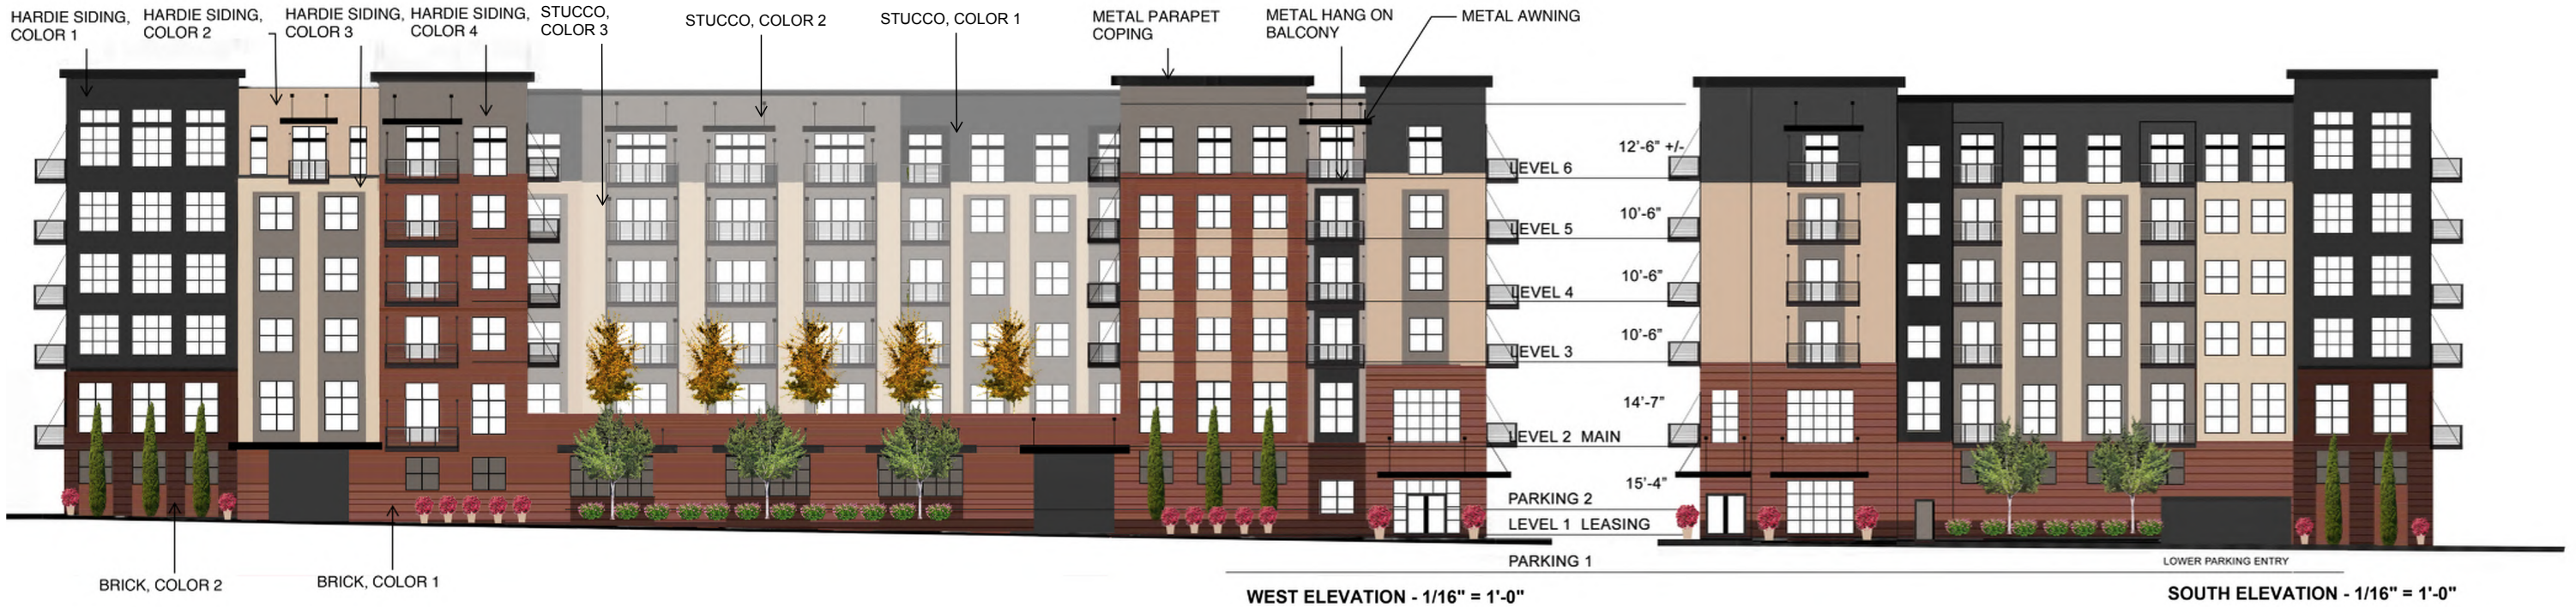 HARDIE SIDING,
COLOR 1
HARDIE SIDING,
COLOR 2
HARDIE SIDING,
COLOR 3
HARDIE SIDING,
COLOR 4
STUCCO,
COLOR 3
STUCCO, COLOR 2
STUCCO, COLOR 1
METAL PARAPET
COPING
METAL HANG ON
BALCONY
METAL AWNING
12'-6" +/-
LEVEL 6
10'-6"
LEVEL 5
10'-6"
LEVEL 4
10'-6"
LEVEL 3
14'-7"
LEVEL 2 MAIN
15'-4"
PARKING 2
LEVEL 1 LEASING
PARKING 1
LOWER PARKING ENTRY
BRICK, COLOR 2
BRICK, COLOR 1
WEST ELEVATION - 1/16" = 1'-0"
SOUTH ELEVATION - 1/16" = 1'-0"